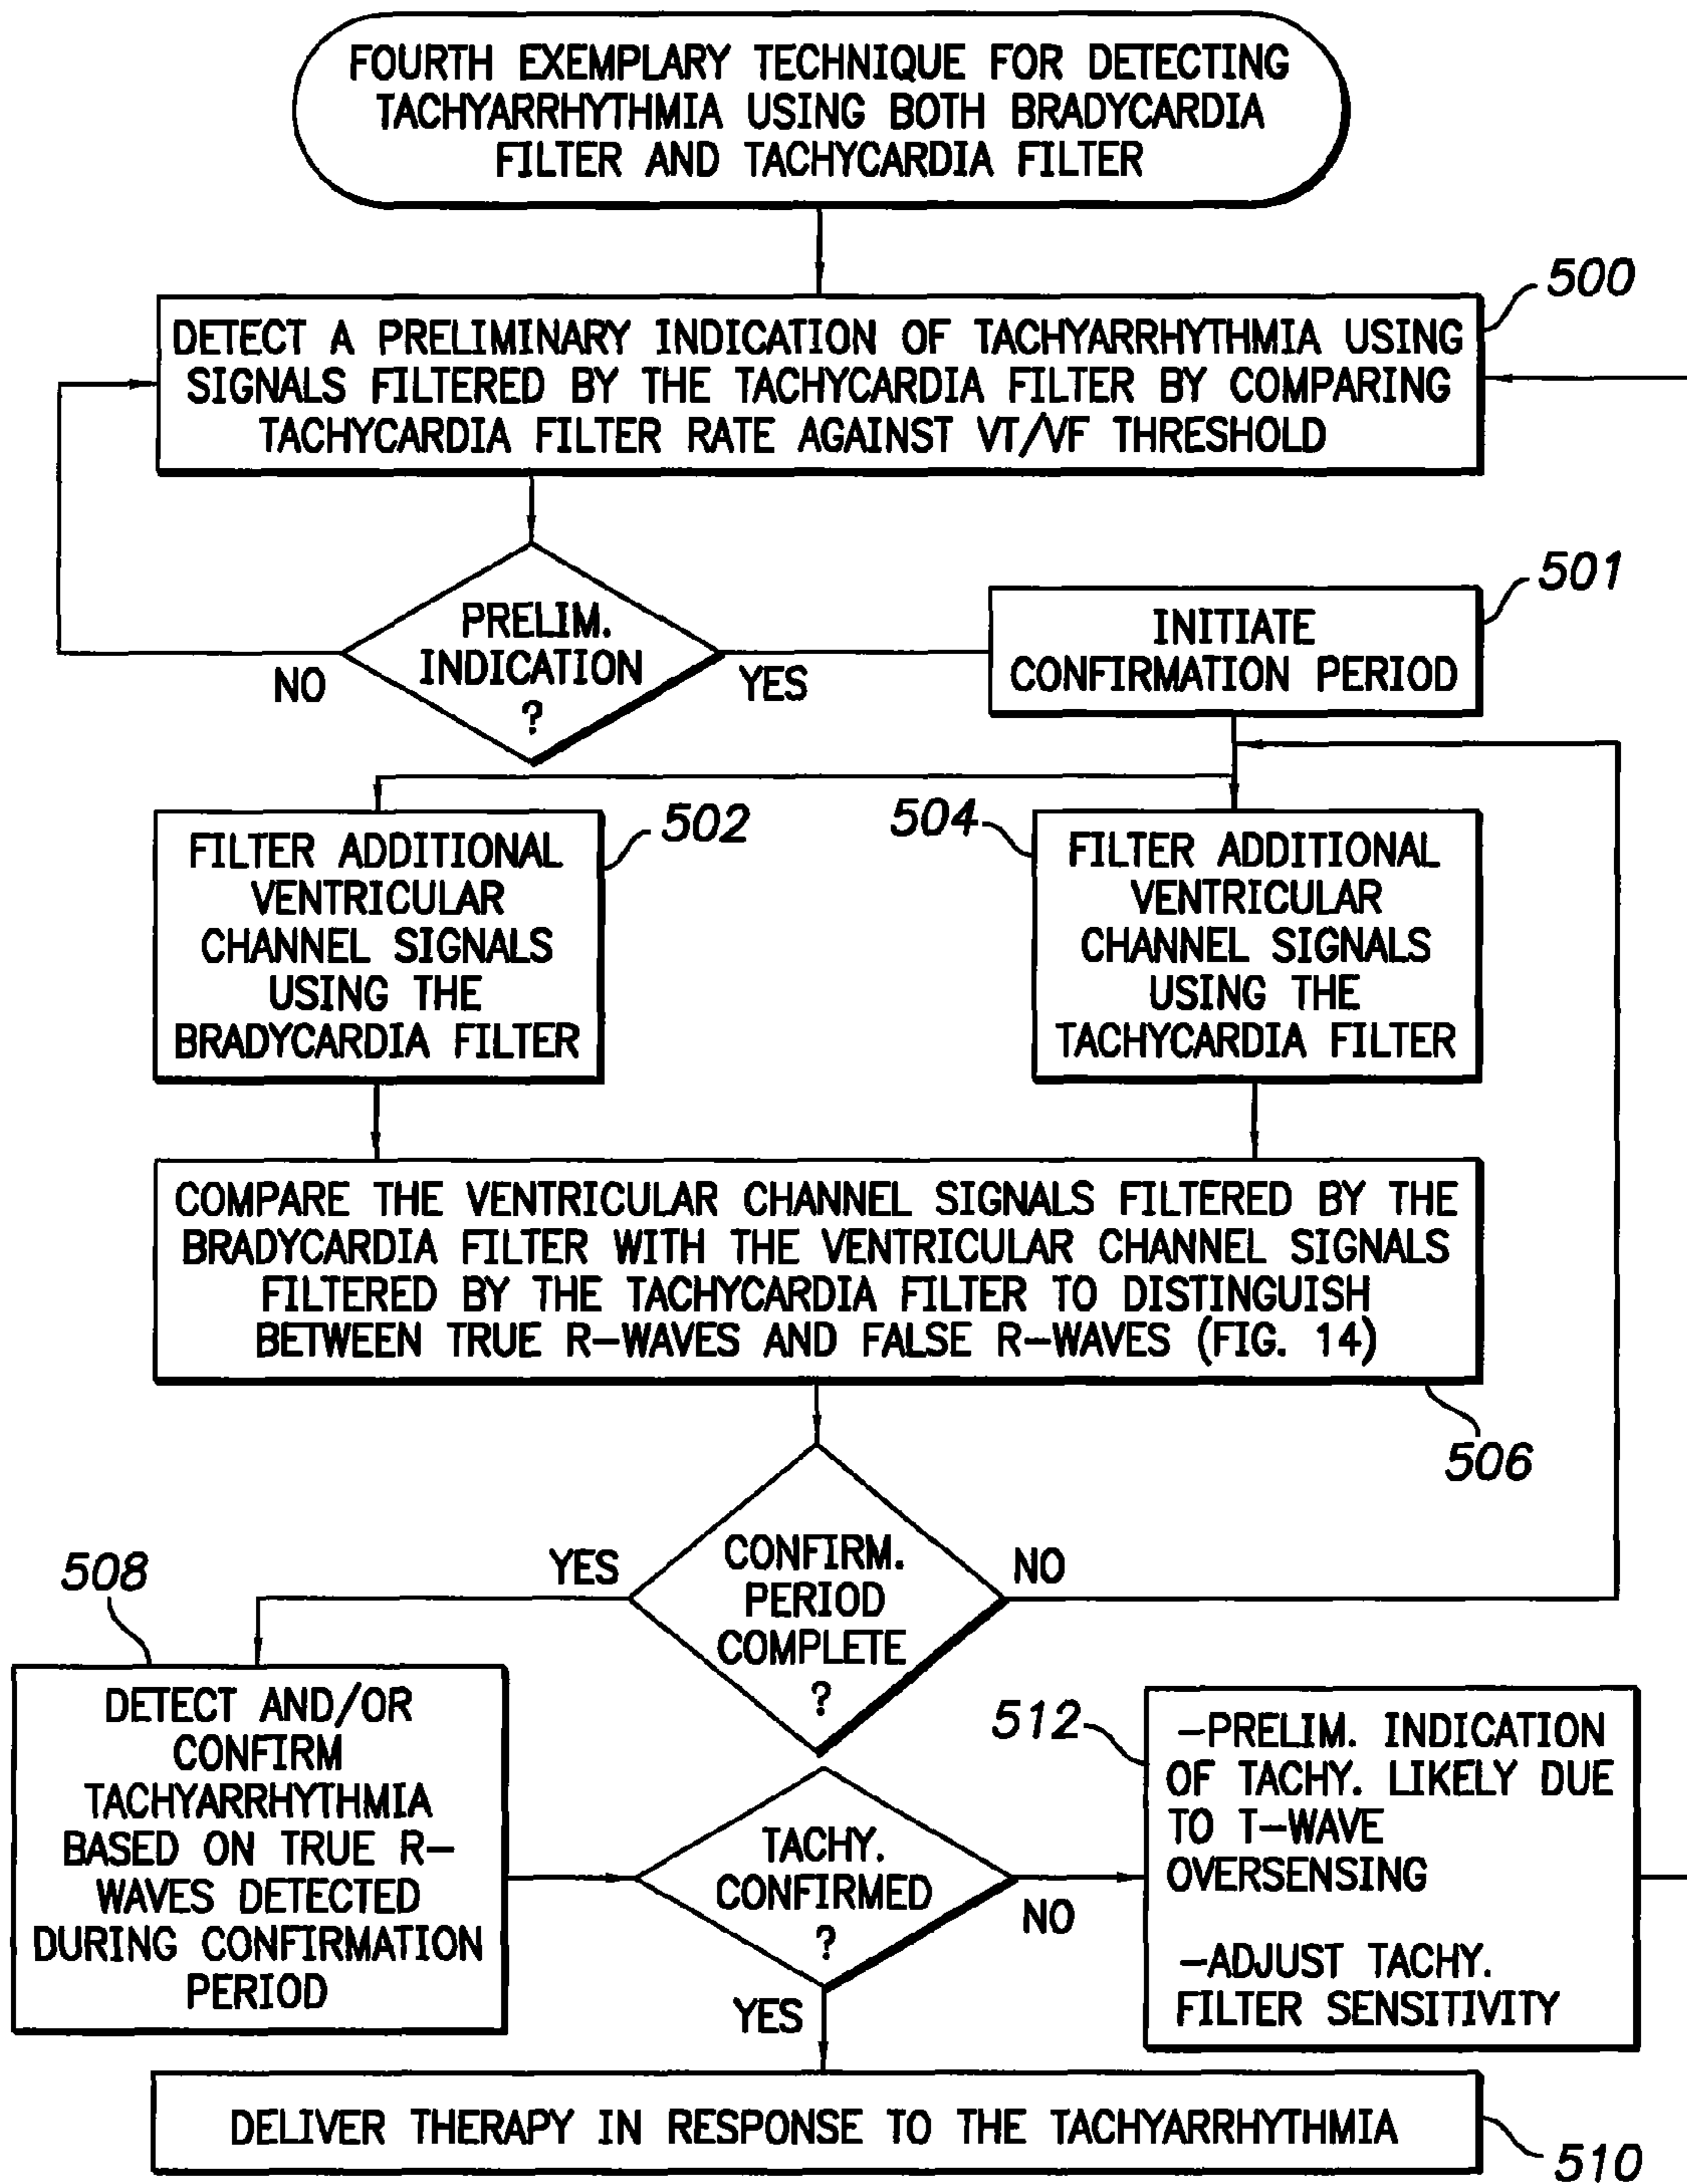 FOURTH EXEMPLARY TECHNIQUE FOR DETECTING
TACHYARRHYTHMIA USING BOTH BRADYCARDIA
FILTER AND TACHYCARDIA FILTER
500
DETECT A PRELIMINARY INDICATION OF TACHYARRHYTHMIA USING
SIGNALS FILTERED BY THE TACHYCARDIA FILTER BY COMPARING
TACHYCARDIA FILTER RATE AGAINST VT/VF THRESHOLD
PRELIM.
INDICATION
?
NO
YES
501
INITIATE
CONFIRMATION PERIOD
502
FILTER ADDITIONAL
VENTRICULAR
CHANNEL SIGNALS
USING THE
BRADYCARDIA FILTER
504
FILTER ADDITIONAL
VENTRICULAR
CHANNEL SIGNALS
USING THE
TACHYCARDIA FILTER
COMPARE THE VENTRICULAR CHANNEL SIGNALS FILTERED BY THE
BRADYCARDIA FILTER WITH THE VENTRICULAR CHANNEL SIGNALS
FILTERED BY THE TACHYCARDIA FILTER TO DISTINGUISH
BETWEEN TRUE R-WAVES AND FALSE R-WAVES (FIG. 14)
506
CONFIRM.
PERIOD
COMPLETE
?
YES
NO
508
DETECT AND/OR
CONFIRM
TACHYARRHYTHMIA
BASED ON TRUE R-
WAVES DETECTED
DURING CONFIRMATION
PERIOD
TACHY.
CONFIRMED
?
NO
YES
512
-PRELIM. INDICATION
OF TACHY. LIKELY DUE
TO T-WAVE
OVERSENSING
-ADJUST TACHY.
FILTER SENSITIVITY
DELIVER THERAPY IN RESPONSE TO THE TACHYARRHYTHMIA
510